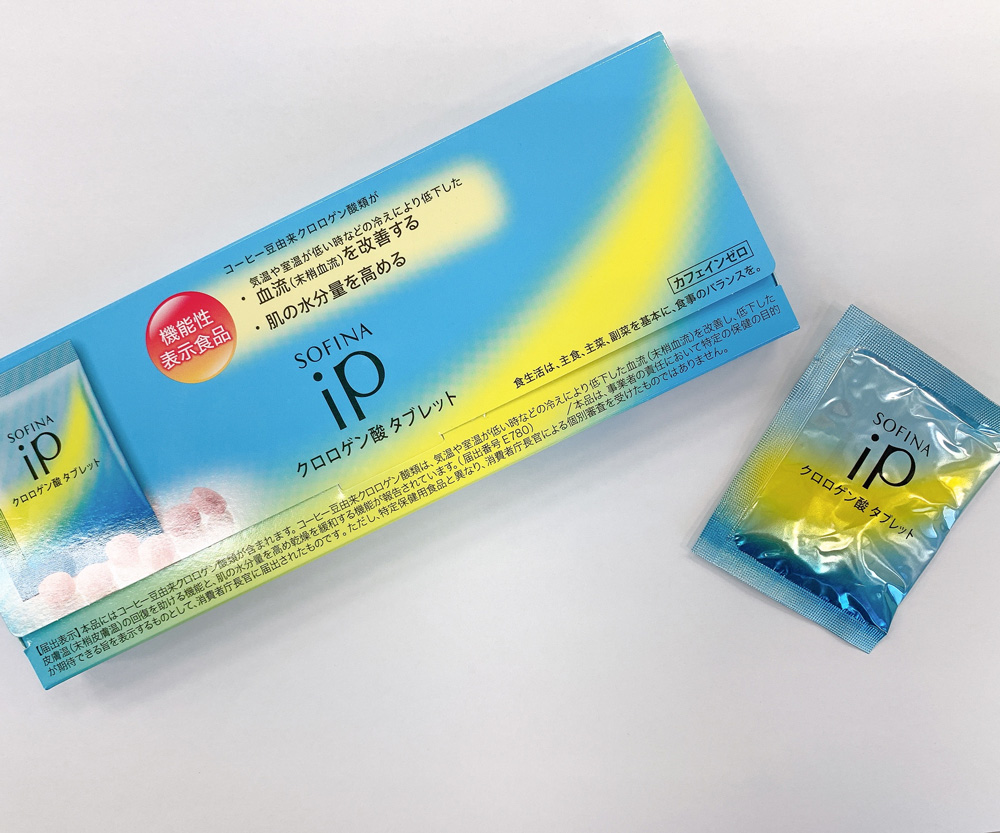 コーヒー豆由来クロロゲン酸類が
気温や室温が低い時などの冷えにより低下した
・血流(末梢血流)を改善する
・肌の水分量を高める
機能性
表示食品
SOFINA
iP
クロロゲン酸 タブレット
カフェインゼロ
食生活は、主食、主菜、副菜を基本に、食事のバランスを。
【届出表示】本品にはコーヒー豆由来クロロゲン酸類が含まれます。コーヒー豆由来クロロゲン酸類は、気温や室温が低い時などの冷えにより低下した血流(末梢血流)を改善し、低下した
皮膚温(末梢皮膚温)の回復を助ける機能と、肌の水分量を高め乾燥を緩和する機能が報告されています。(届出番号 E780) /本品は、事業者の責任において特定の保健の目的
が期待できる旨を表示するものとして、消費者庁長官に届出されたものです。ただし、特定保健用食品と異なり、消費者庁長官による個別審査を受けたものではありません。
SOFINA
iP
クロロゲン酸 タブレット
SOFINA
iP
クロロゲン酸 タブレット